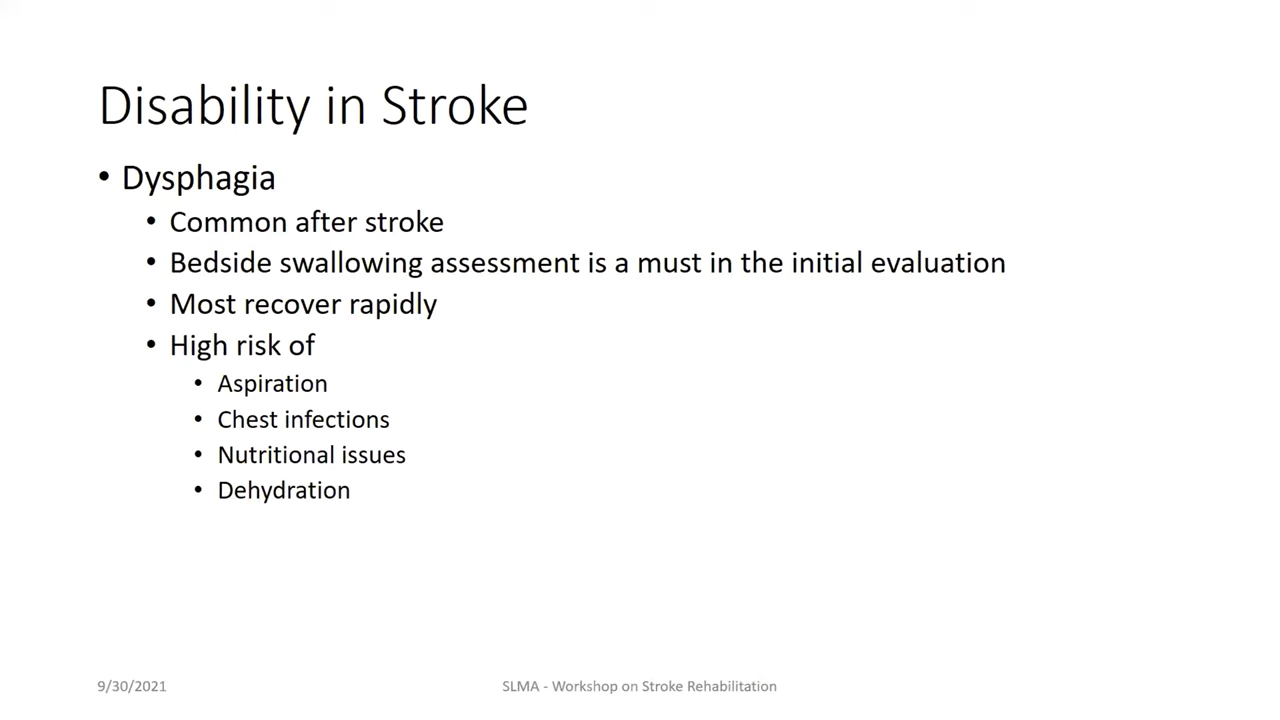 Disability in Stroke
• Dysphagia
• Common after stroke
• Bedside swallowing assessment is a must in the initial evaluation
• Most recover rapidly
• High risk of
• Aspiration
• Chest infections
• Nutritional issues
• Dehydration
9/30/2021
SLMA - Workshop on Stroke Rehabilitation